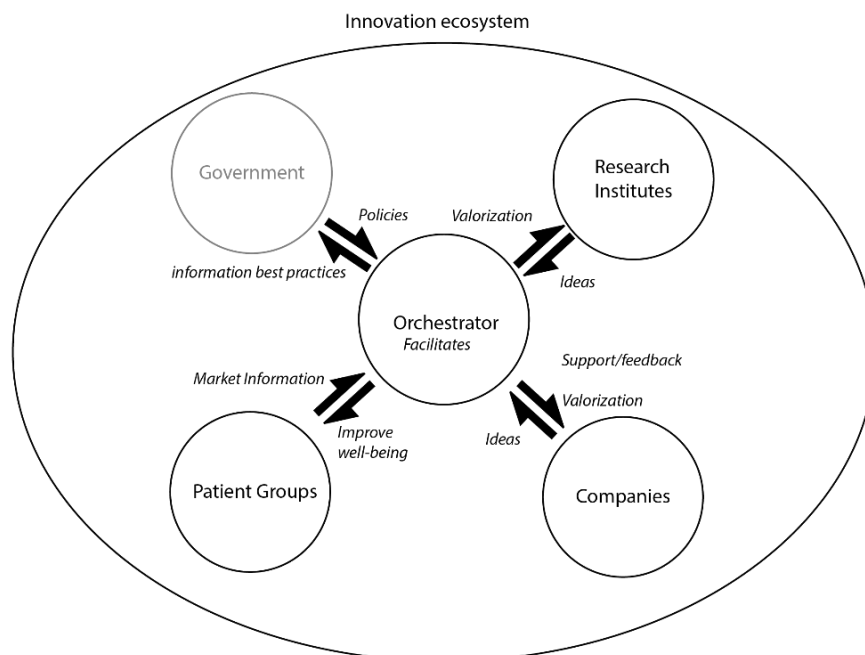 Innovation ecosystem
Government
Research
Institutes
Policies
Valorization
information best practices
Ideas
Orchestrator
Facilitates
Support/feedback
Market Information
Valorization
Improve
well-being
Ideas
Patient Groups
Companies